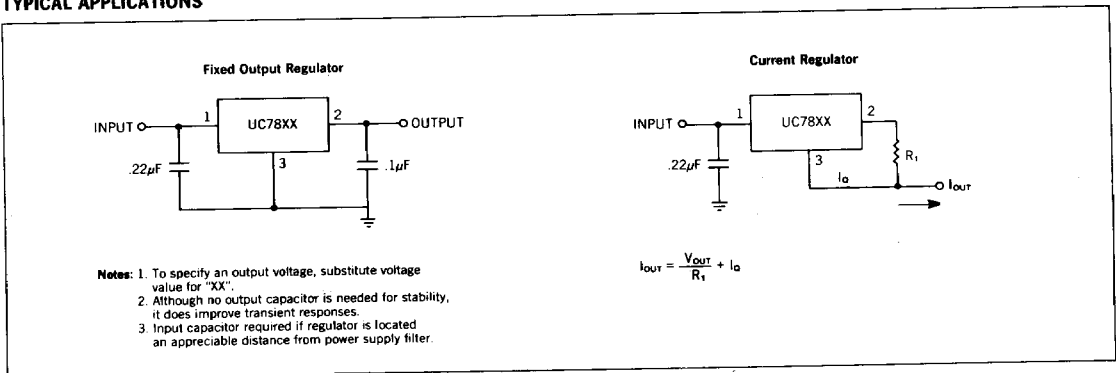 TYPICAL APPLICATIONS
Fixed Output Regulator
INPUT
1
UC78XX
2
OUTPUT
3
.22μF
.1μF
Notes: 1. To specify an output voltage, substitute voltage
value for "XX".
2. Although no output capacitor is needed for stability,
it does improve transient responses.
3. Input capacitor required if regulator is located
an appreciable distance from power supply filter.
Current Regulator
INPUT
1
UC78XX
2
.22μF
3
IQ
R1
IOUT
IOUT = VOUT / R1 + IQ